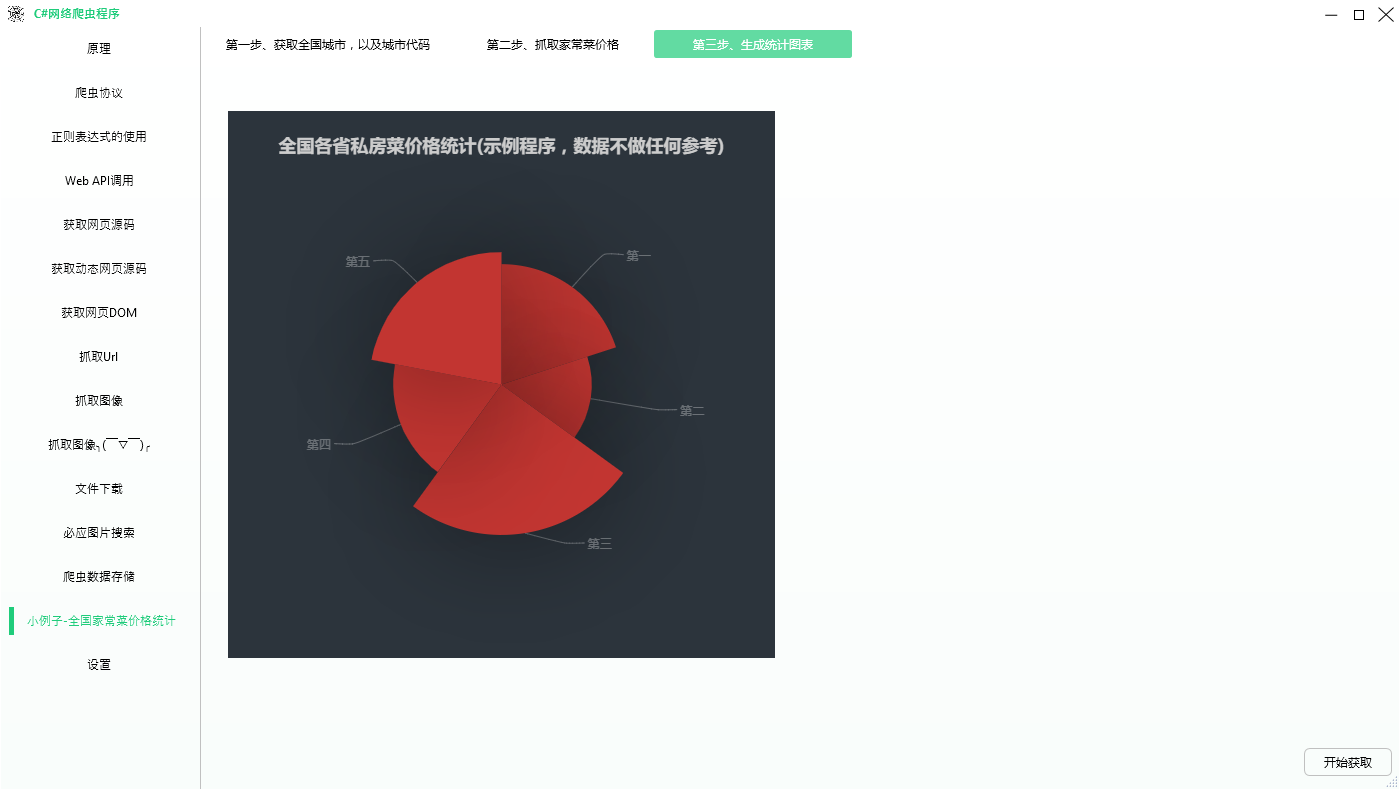 C#网络爬虫程序
原理
爬虫协议
正则表达式的使用
Web API调用
获取网页源码
获取动态网页源码
获取网页DOM
抓取Url
抓取图像
抓取图像╮(￣▽￣)╭
文件下载
必应图片搜索
爬虫数据存储
小例子-全国家常菜价格统计
设置
第一步、获取全国城市，以及城市代码
第二步、抓取家常菜价格
第三步、生成统计图表
全国各省私房菜价格统计(示例程序，数据不做任何参考)
第五
第一
第二
第四
第三
开始获取